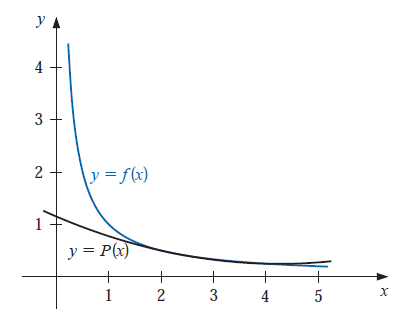 y
4
3
2
y = f(x)
1
y = P(x)
1 2 3 4 5 x